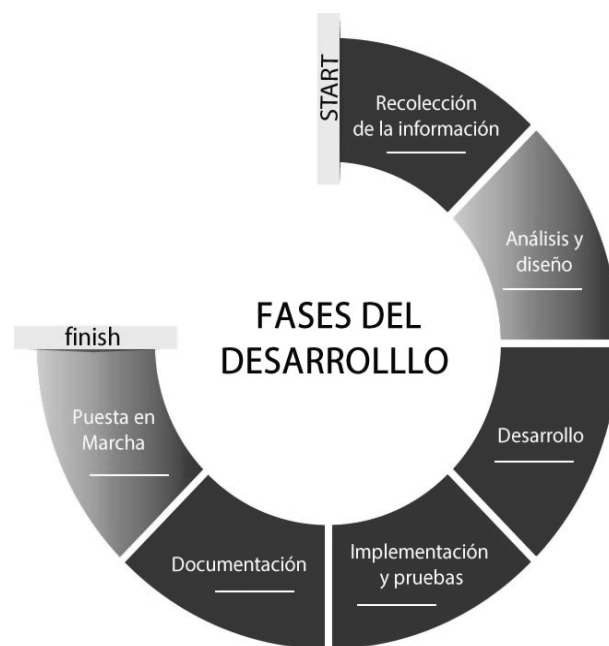 START
Recolección
de la información
Análisis y
diseño
FASES DEL
DESARROLLLO
finish
Puesta en
Marcha
Desarrollo
Documentación
Implementación
y pruebas